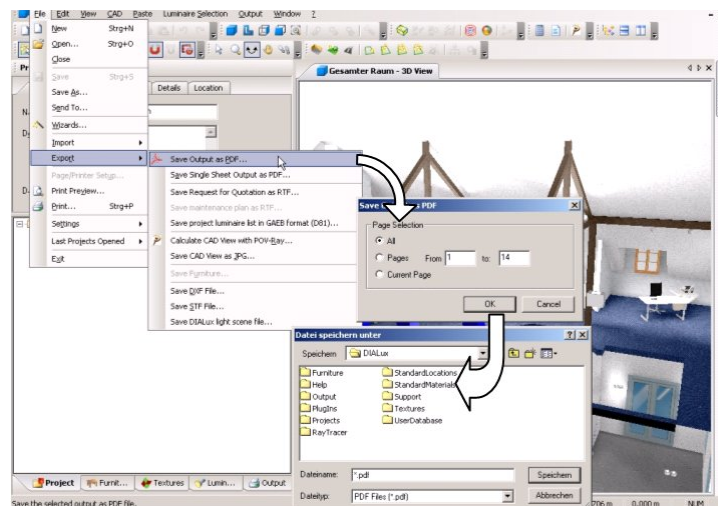 File Edit View CAD Paste Luminaire Selection Output Window ?
New Strg+N
Open... Strg+O
Close
Save Strg+S
Save As...
Send To...
Wizards...
Import
Export
Page/Printer Setup...
Print Preview...
Print... Strg+P
Settings
Last Projects Opened
Exit
Details Location
Gesamter Raum - 3D View
Save Output as PDF...
Save Single Sheet Output as PDF...
Save Request for Quotation as RTF...
Save maintenance plan as RTF...
Save project luminaire list in GAEB format (D81)...
Calculate CAD View with POV-Ray...
Save CAD View as JPG...
Save Furniture...
Save DXF File...
Save STF File...
Save DIALux light scene file...
Save
as PDF
Page Selection
All
Pages From 1 to: 14
Current Page
OK Cancel
Datei speichern unter
Speichern DIALux
Furniture
Help
Output
PlugIns
Projects
RayTracer
StandardLocations
StandardMaterials
Support
Textures
UserDatabase
Dateiname: *.pdf Speichern
Dateityp: PDF Files (*.pdf) Abbrechen
Project Furnit... Textures Lumin... Output
Save the selected output as PDF file.
706 m 0.000 m NUM